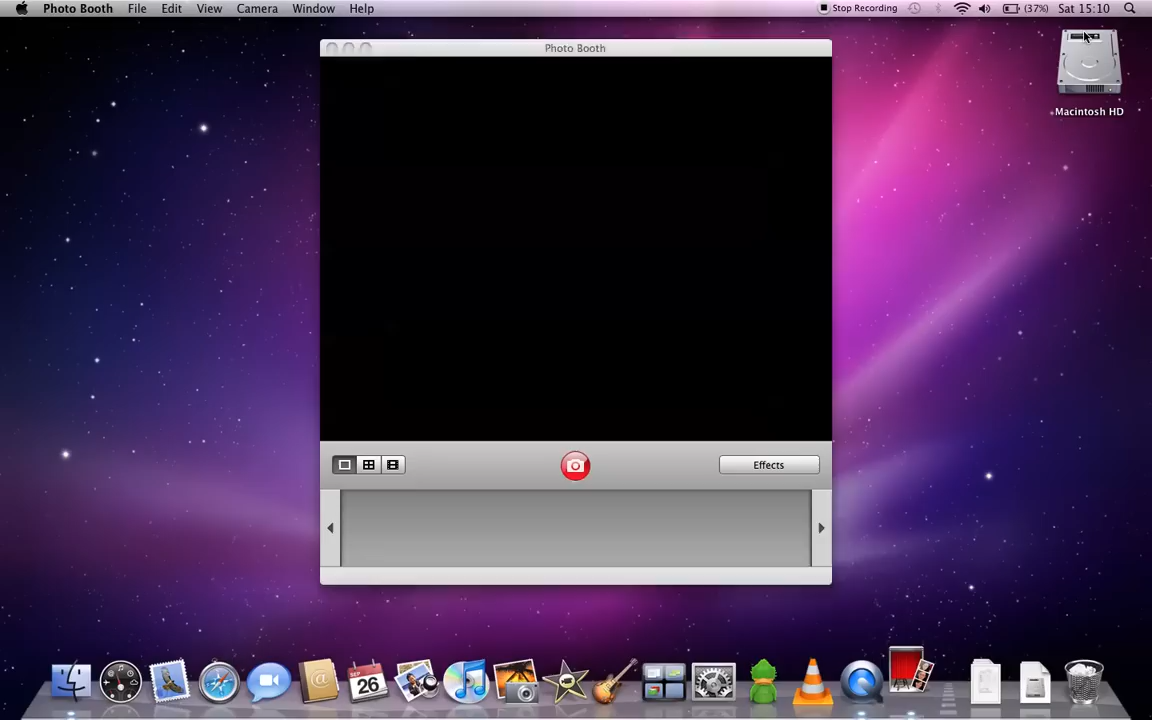 Photo Booth File Edit View Camera Window Help Stop Recording (37%) Sat 15:10
Photo Booth
Macintosh HD
Effects
SEP
26